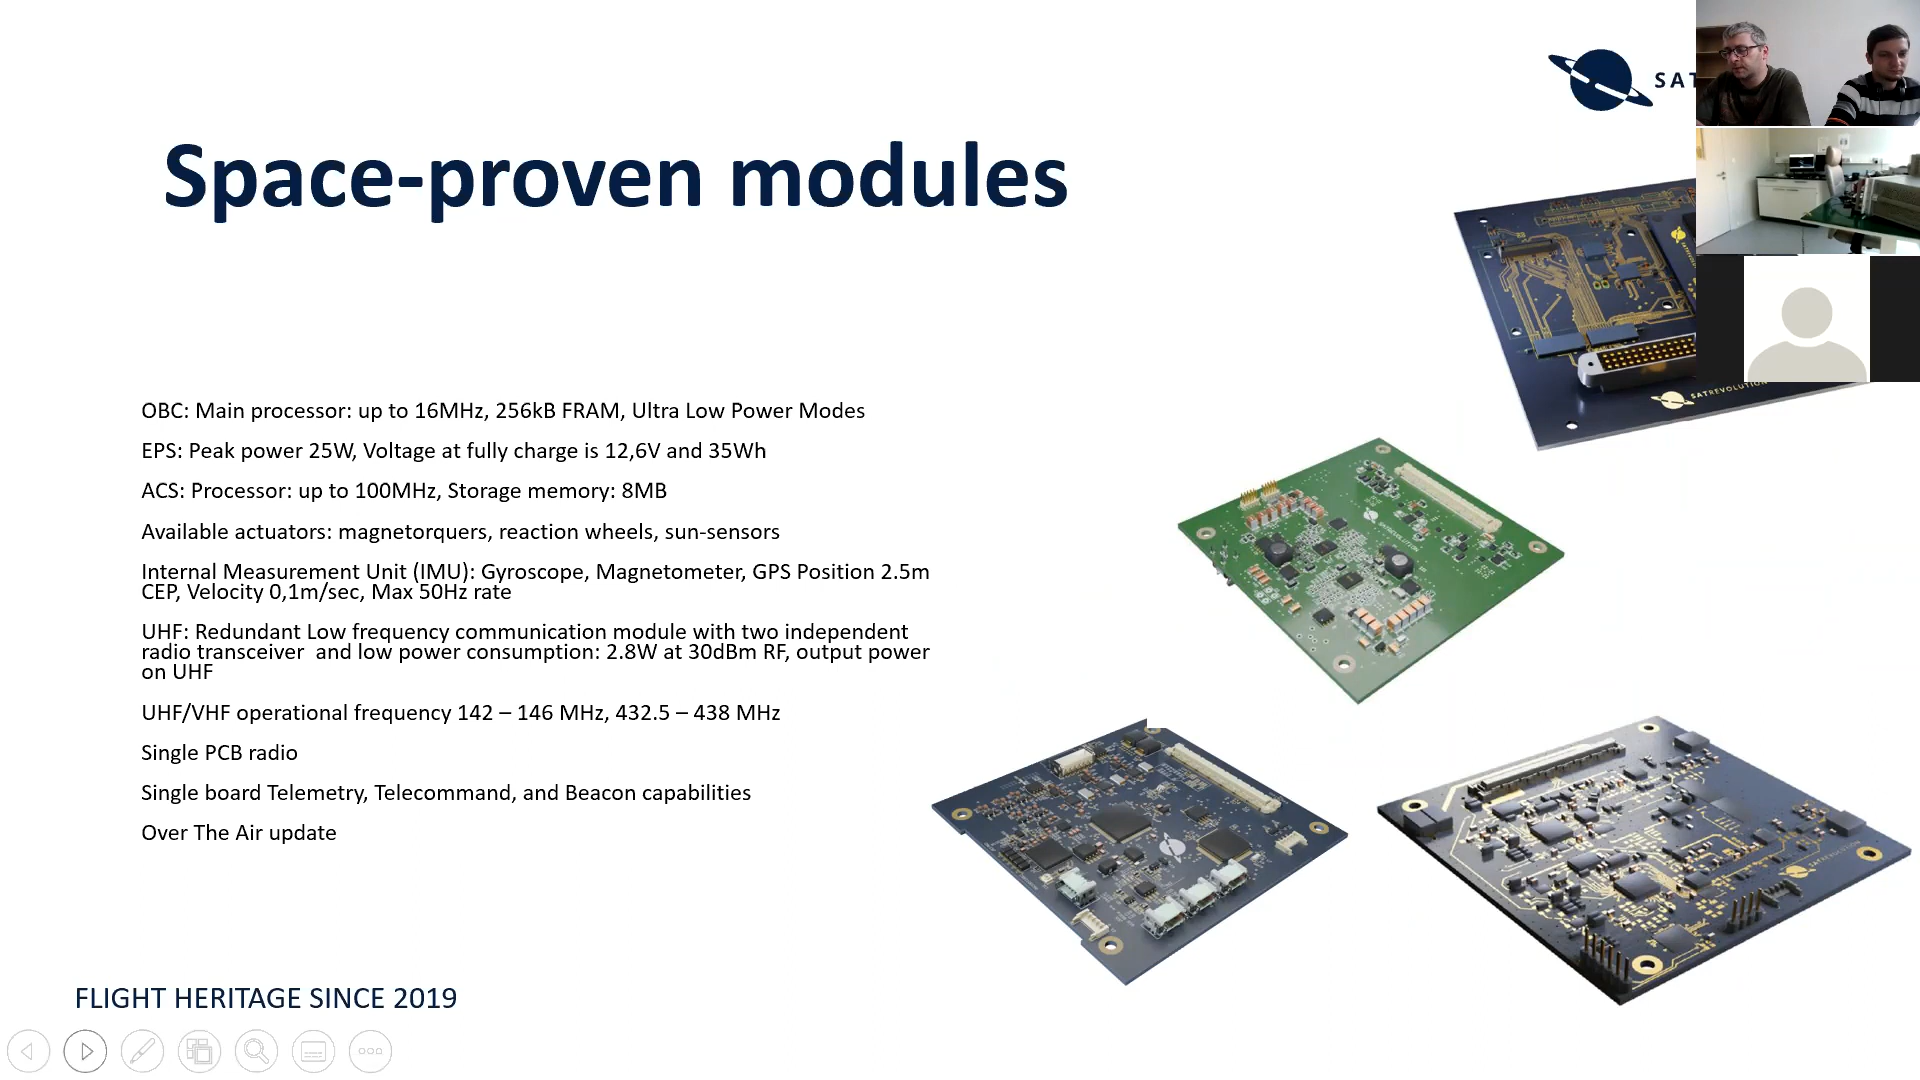 SAT
Space-proven modules
SATREVOLUTION
OBC: Main processor: up to 16MHz, 256kB FRAM, Ultra Low Power Modes
EPS: Peak power 25W, Voltage at fully charge is 12,6V and 35Wh
ACS: Processor: up to 100MHz, Storage memory: 8MB
Available actuators: magnetorquers, reaction wheels, sun-sensors
Internal Measurement Unit (IMU): Gyroscope, Magnetometer, GPS Position 2.5m
CEP, Velocity 0,1m/sec, Max 50Hz rate
UHF: Redundant Low frequency communication module with two independent
radio transceiver  and low power consumption: 2.8W at 30dBm RF, output power
on UHF
UHF/VHF operational frequency 142 – 146 MHz, 432.5 – 438 MHz
Single PCB radio
Single board Telemetry, Telecommand, and Beacon capabilities
Over The Air update
SATREVOLUTION
SATREVOLUTION
FLIGHT HERITAGE SINCE 2019